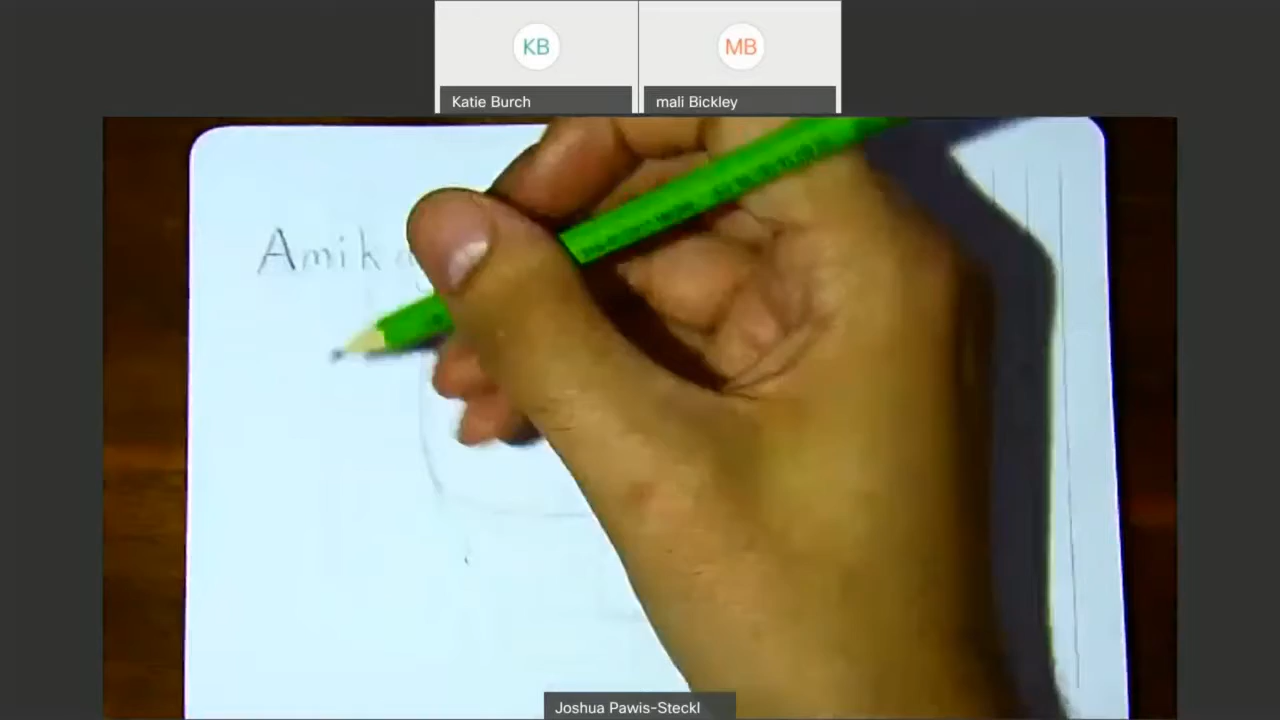 KB
MB
Katie Burch
mali Bickley
Amik
Joshua Pawis-Steckl